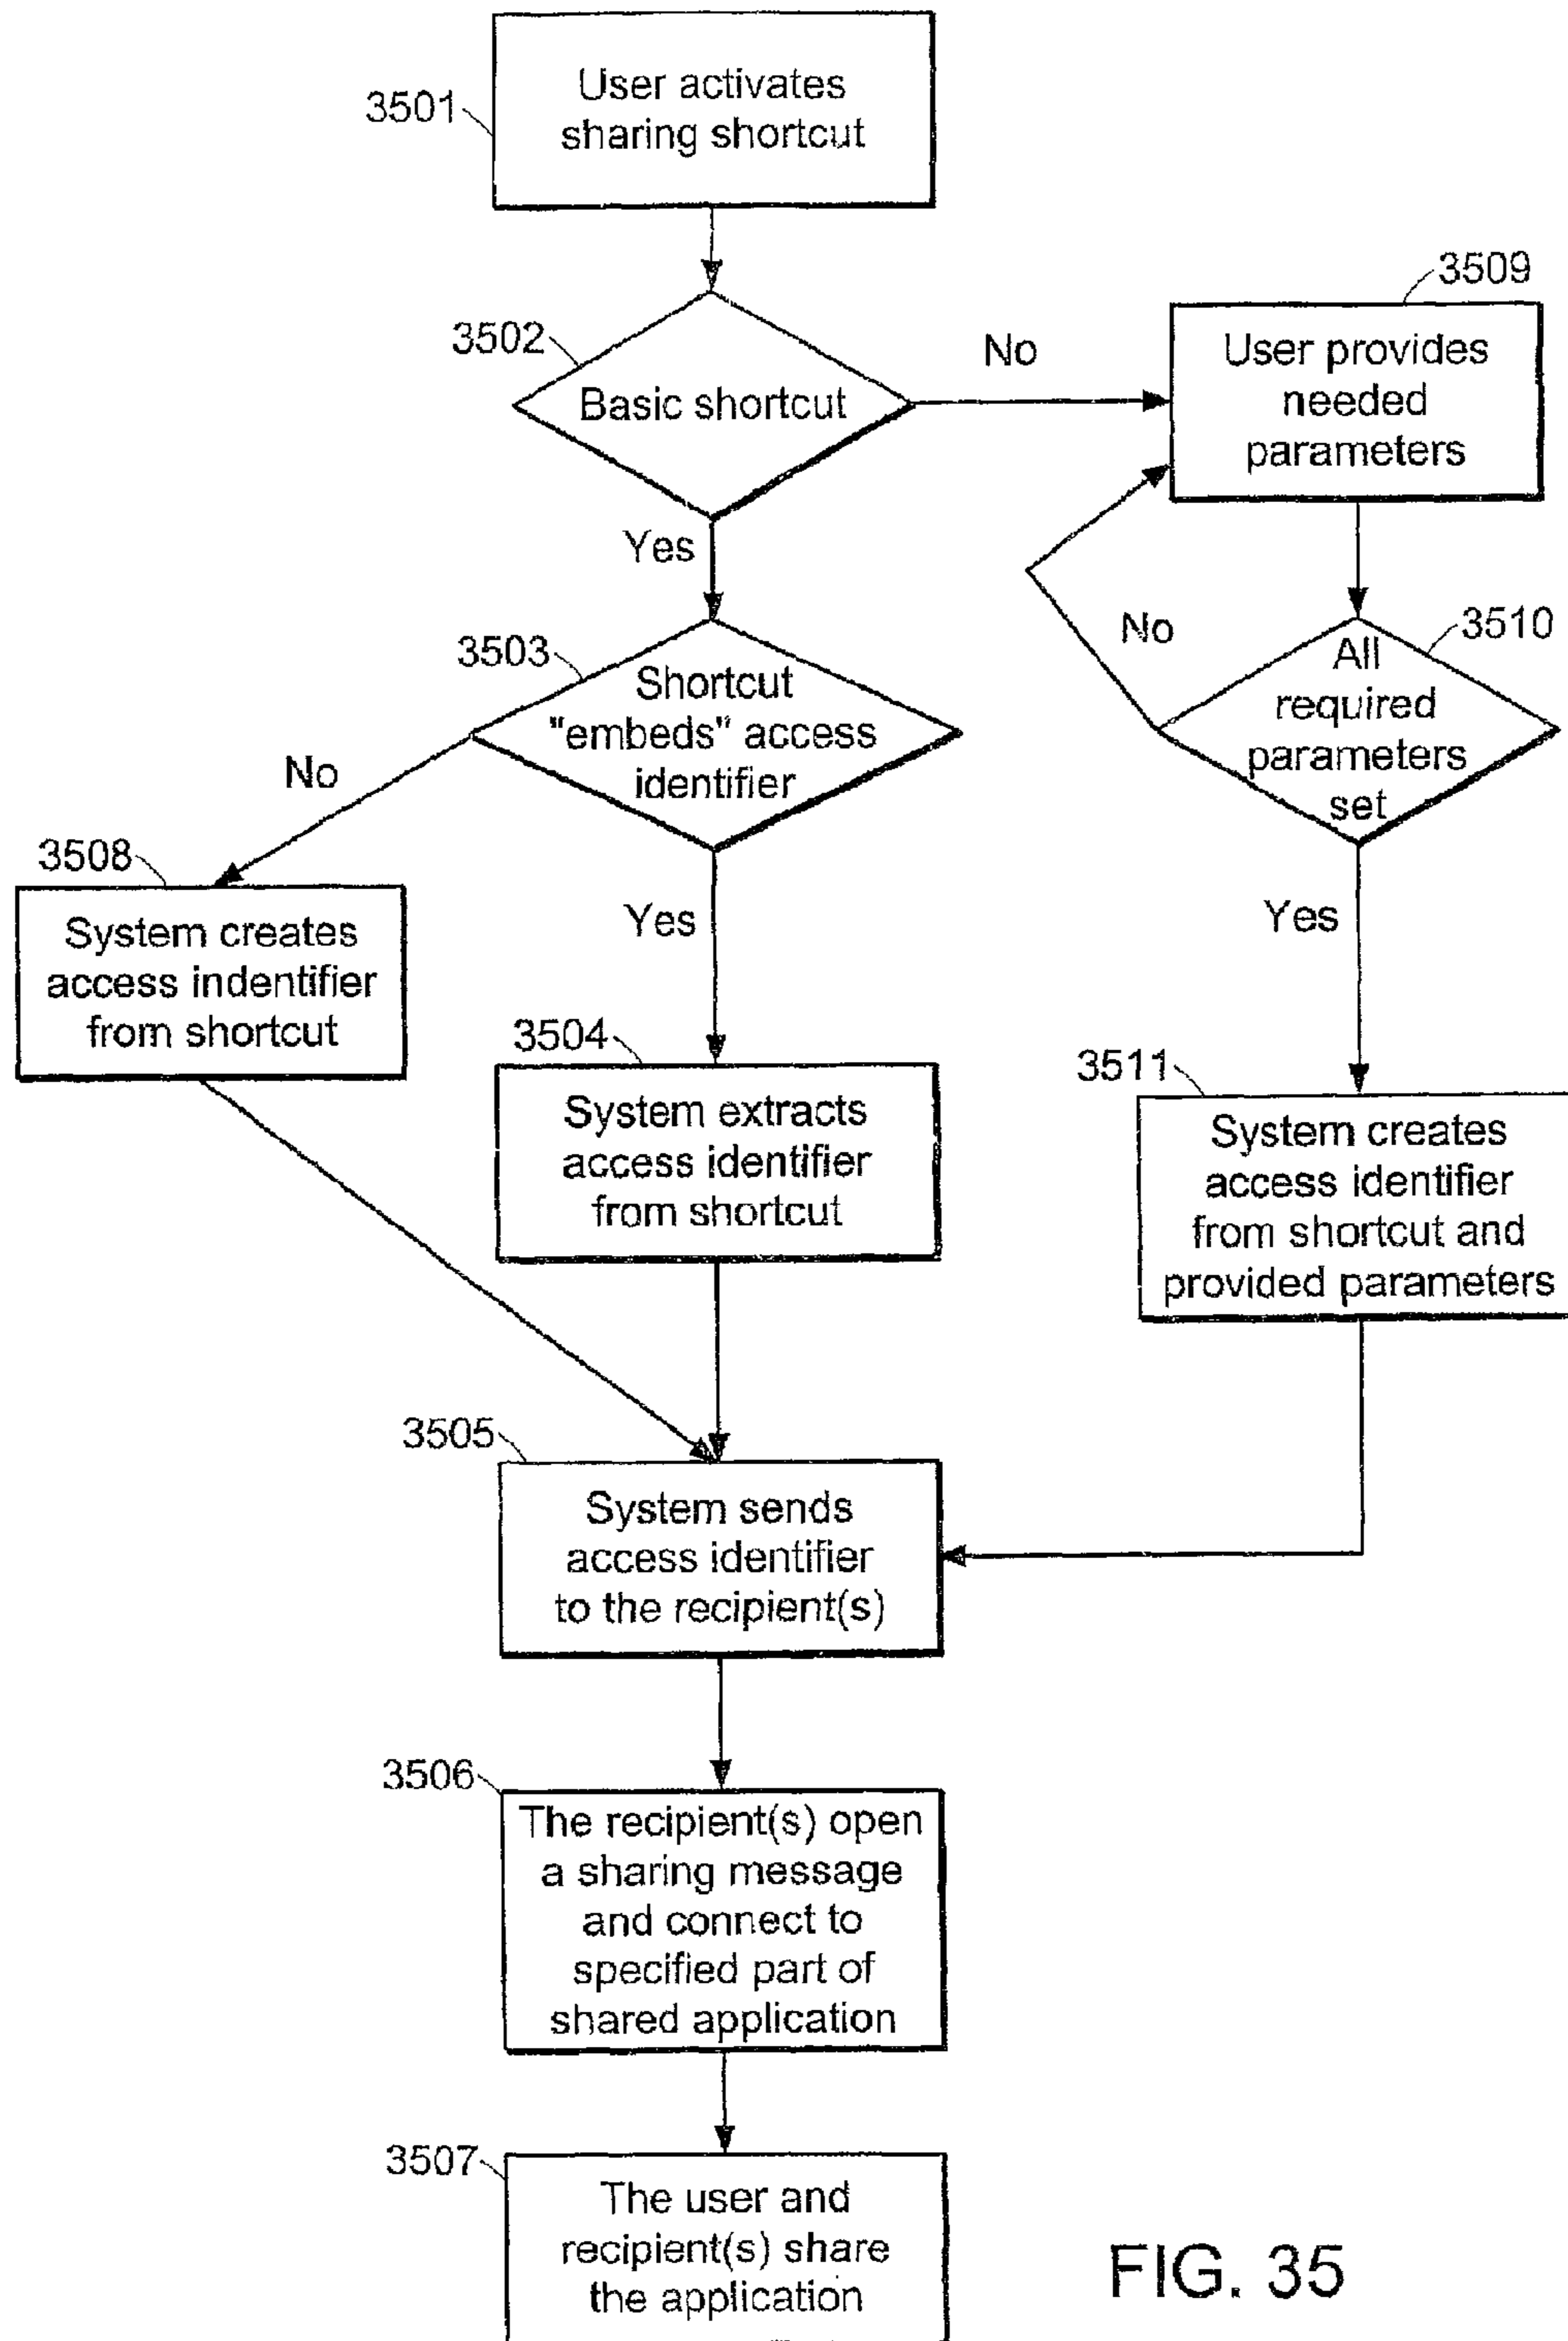 3501
User activates
sharing shortcut
3502
Basic shortcut
No
3509
User provides
needed
parameters
Yes
3503
Shortcut
"embeds" access
identifier
No
3510
All
required
parameters
set
No
3508
System creates
access indentifier
from shortcut
Yes
Yes
3504
System extracts
access identifier
from shortcut
3511
System creates
access identifier
from shortcut and
provided parameters
3505
System sends
access identifier
to the recipient(s)
3506
The recipient(s) open
a sharing message
and connect to
specified part of
shared application
3507
The user and
recipient(s) share
the application
FIG. 35